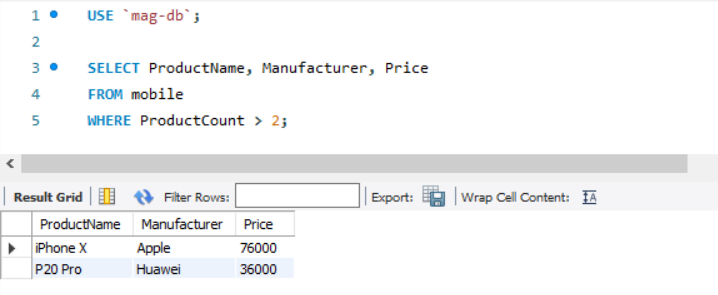 1 USE `mag-db`;
2
3 SELECT ProductName, Manufacturer, Price
4 FROM mobile
5 WHERE ProductCount > 2;
Result Grid Filter Rows: Export: Wrap Cell Content: IA
ProductName Manufacturer Price
iPhone X Apple 76000
P20 Pro Huawei 36000